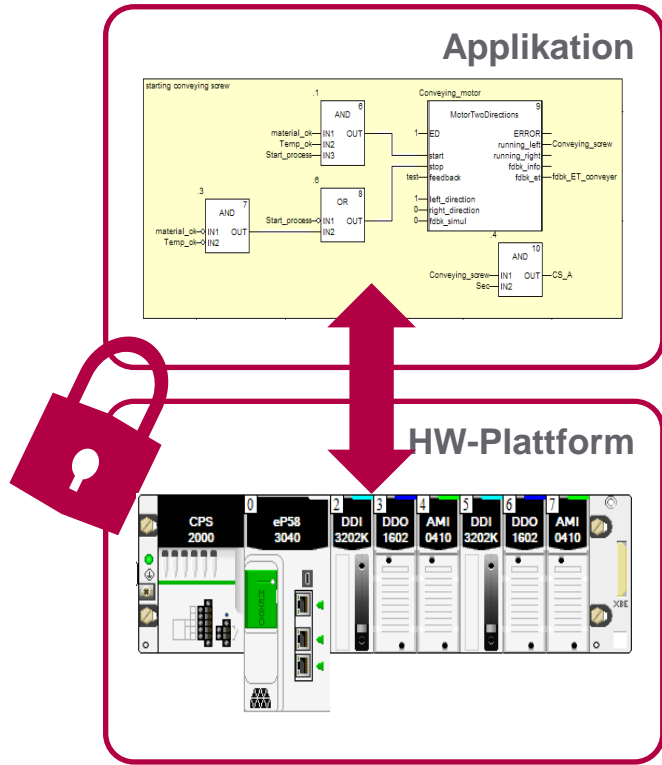 Applikation
starting conveying screw
.1
6
AND
material_ok IN1 OUT
Temp_ok IN2
Start_process IN3
Conveying_motor
9
MotorTwoDirections
1 ED ERROR
running_left Conveying_screw
start running_right
stop fdbk_info
test feedback fdbk_et fdbk_ET_conveyer
1 left_direction
0 right_direction
0 fdbk_simul
.3
7
AND
material_ok IN1 OUT
Temp_ok IN2
.6
8
OR
Start_process IN1 OUT
IN2
.4
10
AND
Conveying_screw IN1 OUT CS_A
Sec IN2
HW-Plattform
0 2 3 4 5 6 7
CPS eP58 DDI DDO AMI DDI DDO AMI
2000 3040 3202K 1602 0410 3202K 1602 0410
XBE